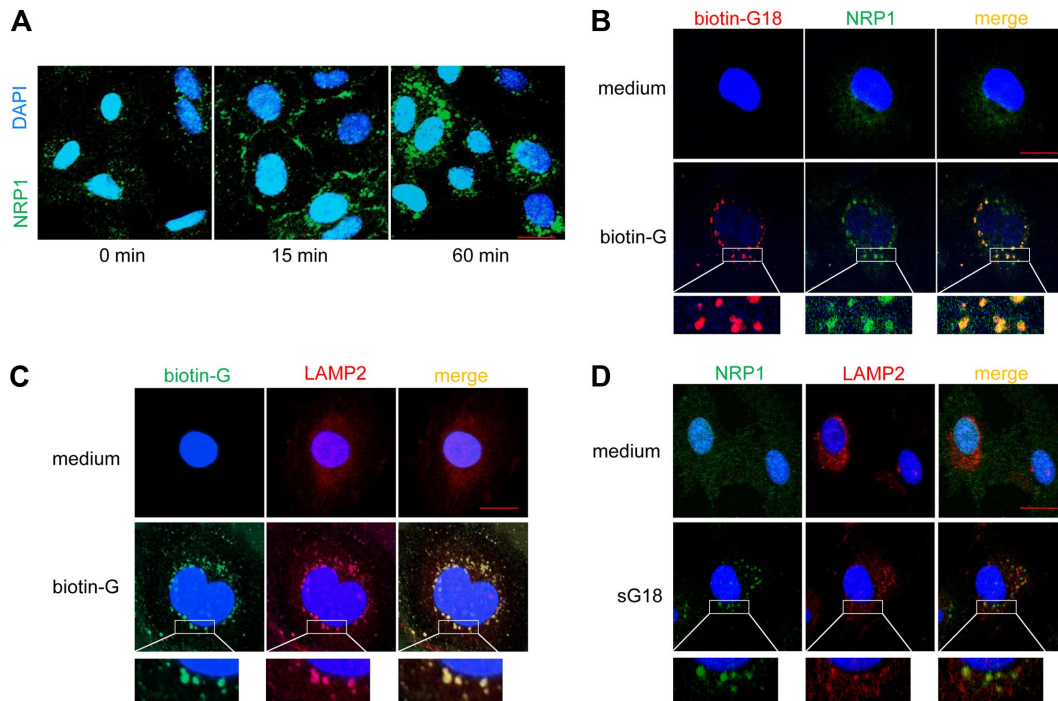 A
DAPI
NRP1
0 min
15 min
60 min
B
biotin-G18
NRP1
merge
medium
biotin-G
C
biotin-G
LAMP2
merge
medium
biotin-G
D
NRP1
LAMP2
merge
medium
sG18